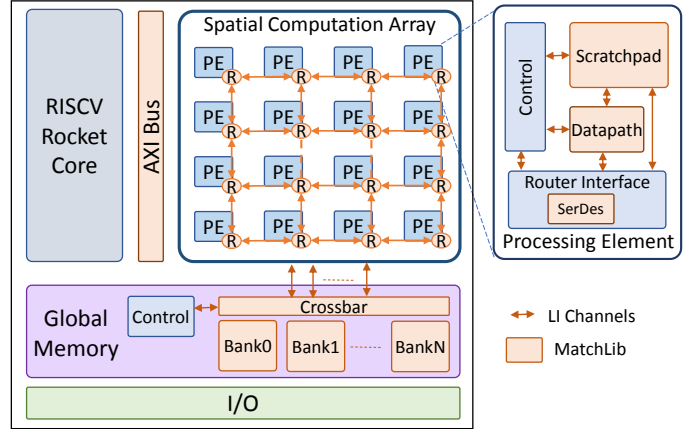 Spatial Computation Array
RISCV
Rocket
Core
AXI Bus
PE PE PE PE
R R R R
PE PE PE PE
R R R R
PE PE PE PE
R R R R
PE PE PE PE
R R R R
Control
Scratchpad
Datapath
Router Interface
SerDes
Processing Element
Global
Memory
Control
Crossbar
Bank0 Bank1 BankN
I/O
LI Channels
MatchLib